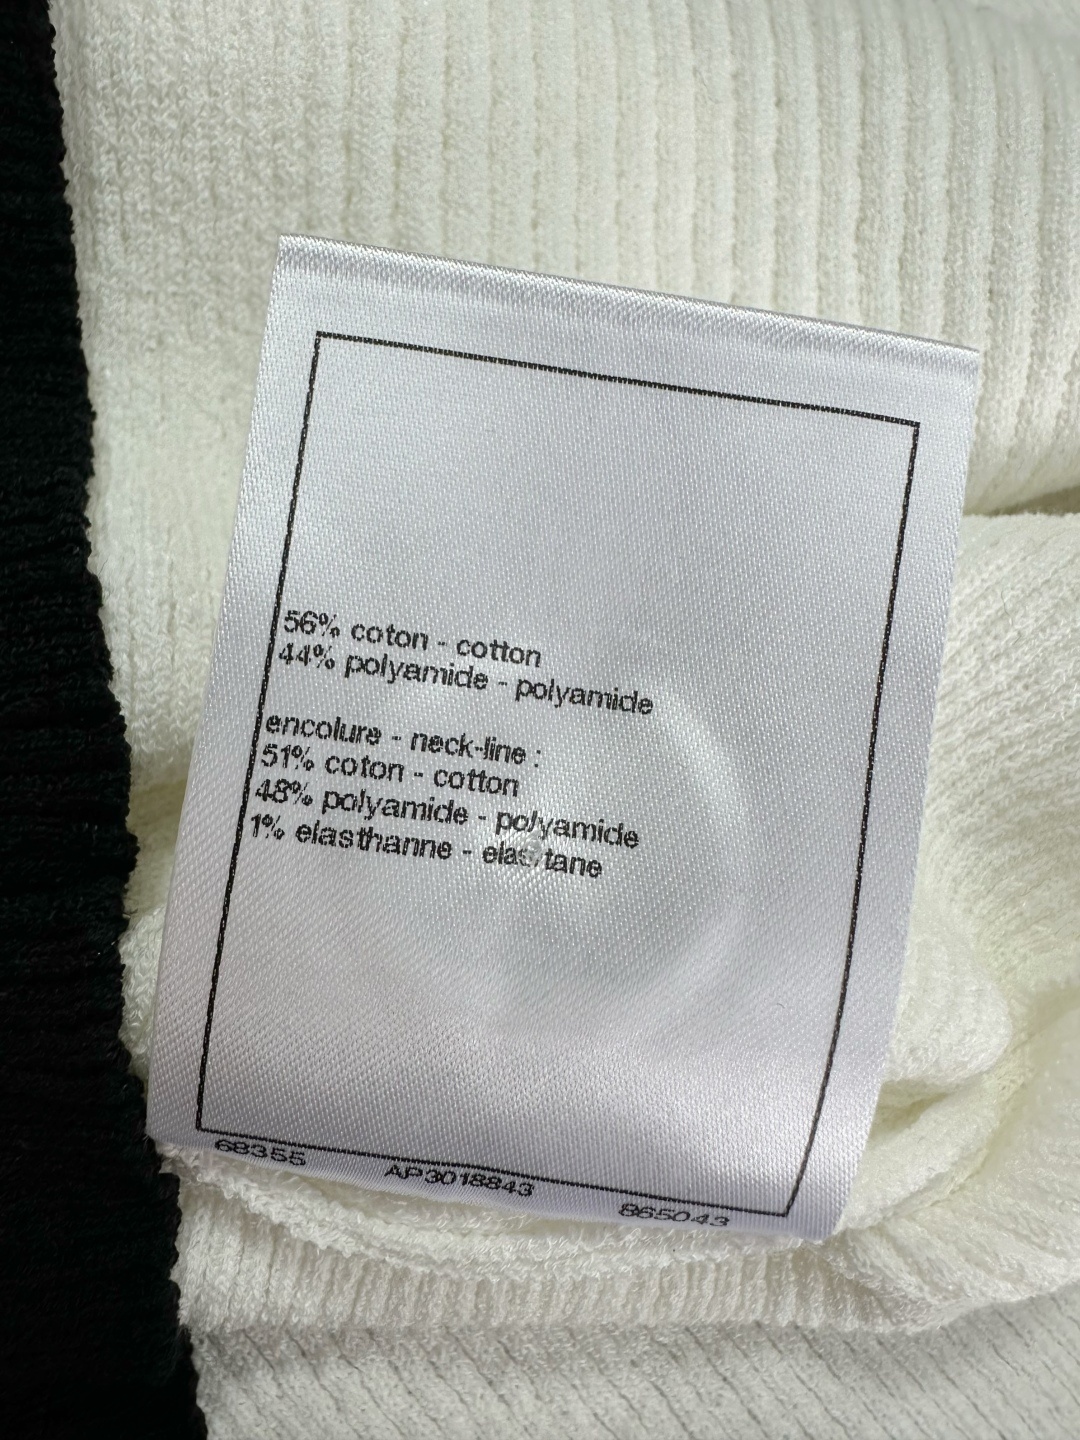 56% coton - cotton
44% polyamide - polyamide
encolure - neck-line :
51% coton - cotton
48% polyamide - polyamide
1% elasthanne - elastane
68355 AP3018843 865043